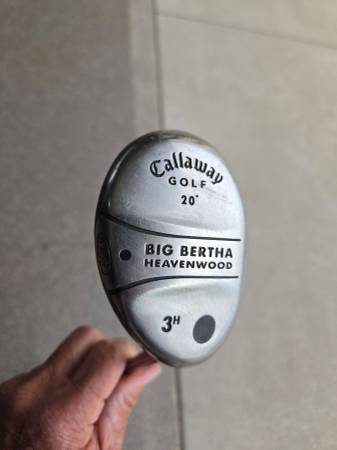 Callaway
GOLF
20°
BIG BERTHA
HEAVENWOOD
3H